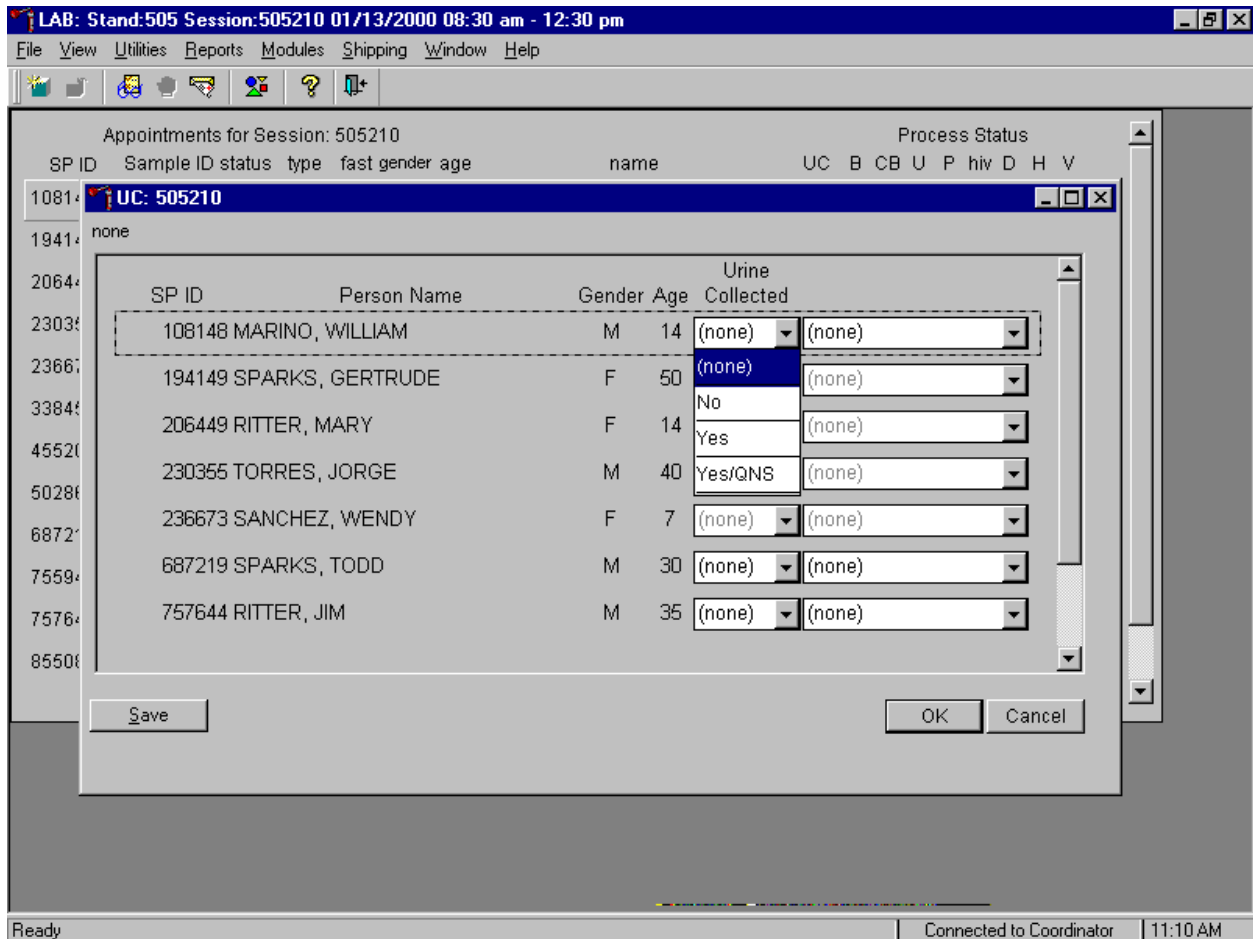 LAB: Stand:505 Session:505210 01/13/2000 08:30 am - 12:30 pm
File View Utilities Reports Modules Shipping Window Help
Appointments for Session: 505210 Process Status
SP ID Sample ID status type fast gender age name UC B CB U P hiv D H V
UC: 505210
none
Urine
SP ID Person Name Gender Age Collected
108148 MARINO, WILLIAM M 14 (none) (none)
(none)
194149 SPARKS, GERTRUDE F 50 (none)
No
206449 RITTER, MARY F 14 (none)
Yes
230355 TORRES, JORGE M 40 Yes/QNS (none)
236673 SANCHEZ, WENDY F 7 (none) (none)
687219 SPARKS, TODD M 30 (none) (none)
757644 RITTER, JIM M 35 (none) (none)
Save OK Cancel
Ready Connected to Coordinator 11:10 AM